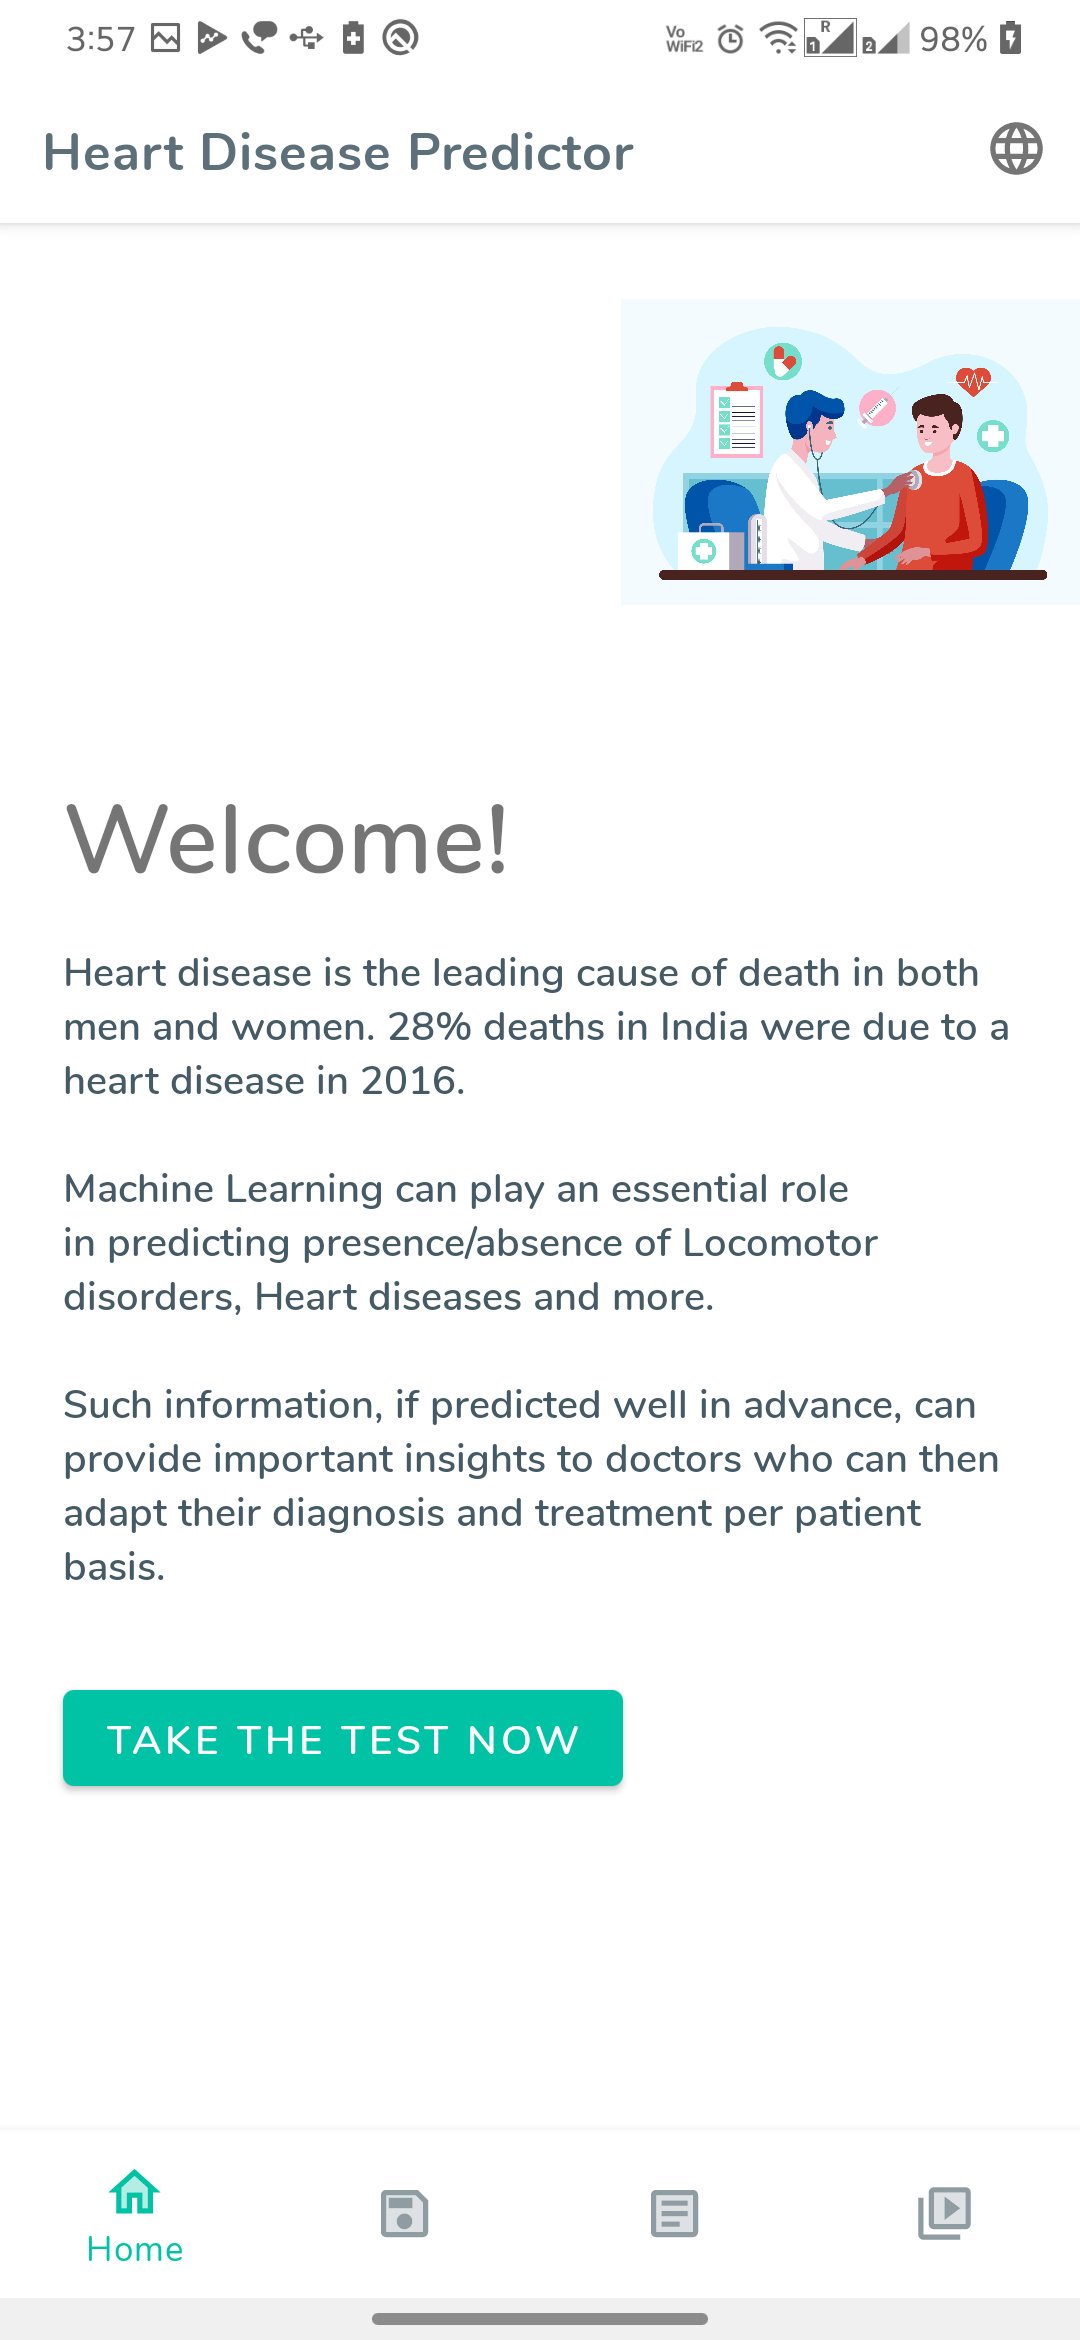 3:57
Vo WiFi2
R
1
2
98%
Heart Disease Predictor
Welcome!
Heart disease is the leading cause of death in both
men and women. 28% deaths in India were due to a
heart disease in 2016.
Machine Learning can play an essential role
in predicting presence/absence of Locomotor
disorders, Heart diseases and more.
Such information, if predicted well in advance, can
provide important insights to doctors who can then
adapt their diagnosis and treatment per patient
basis.
TAKE THE TEST NOW
Home